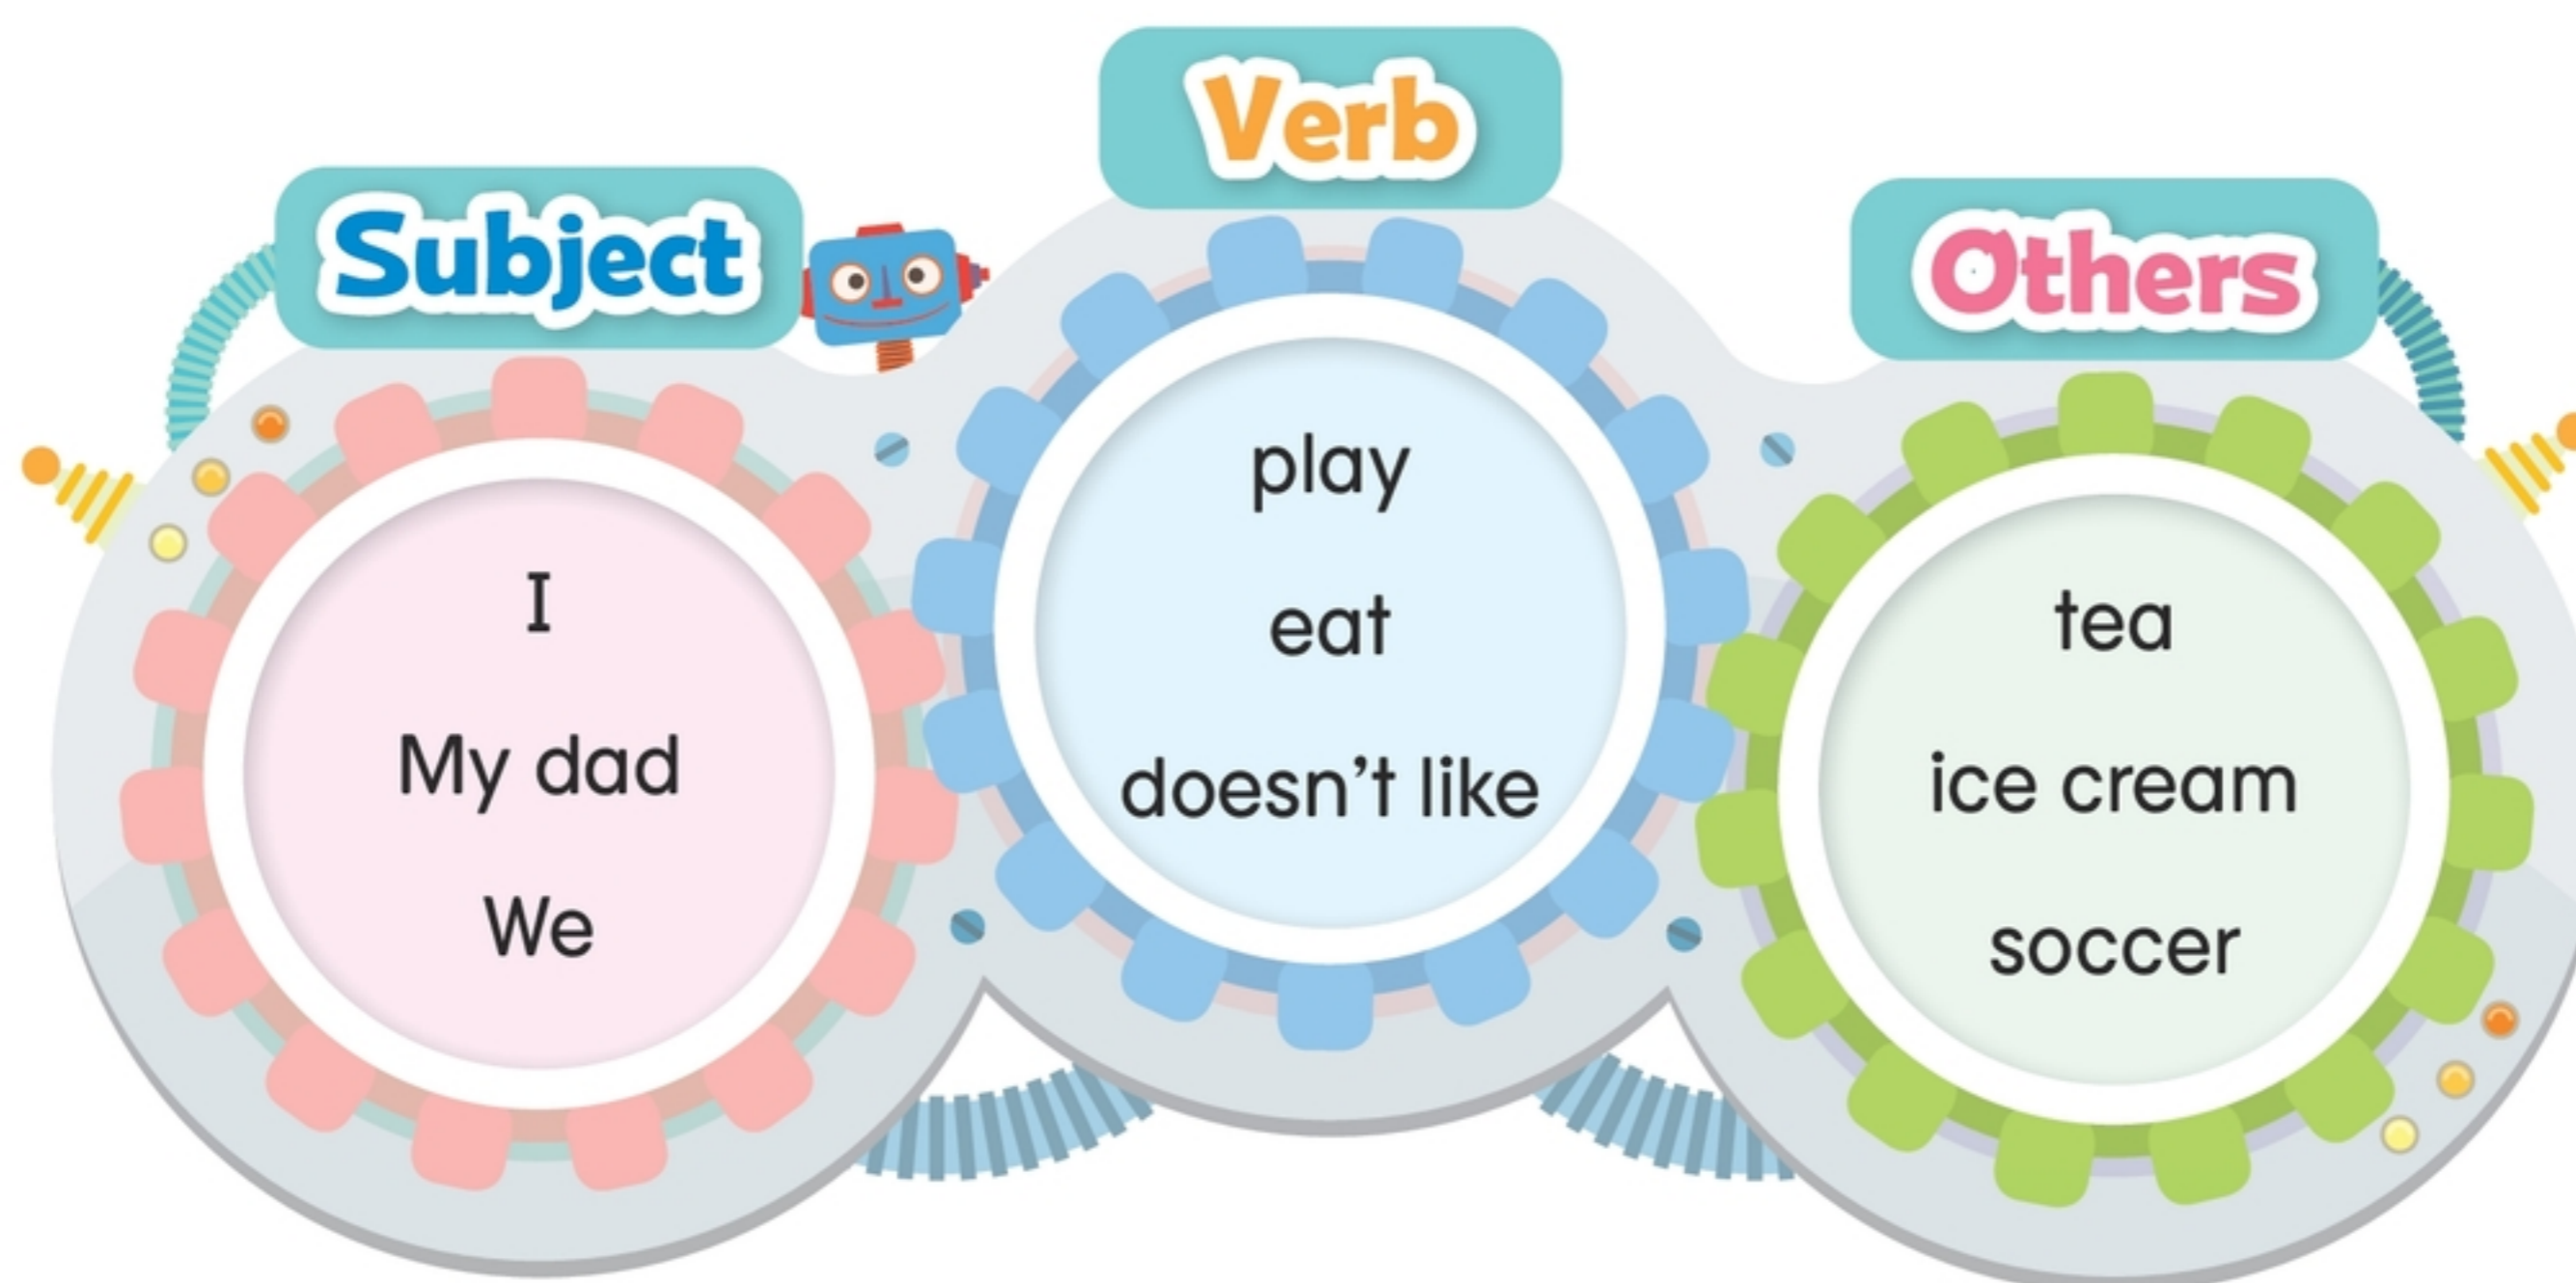 Subject
I
My dad
We
Verb
play
eat
doesn’t like
Others
tea
ice cream
soccer